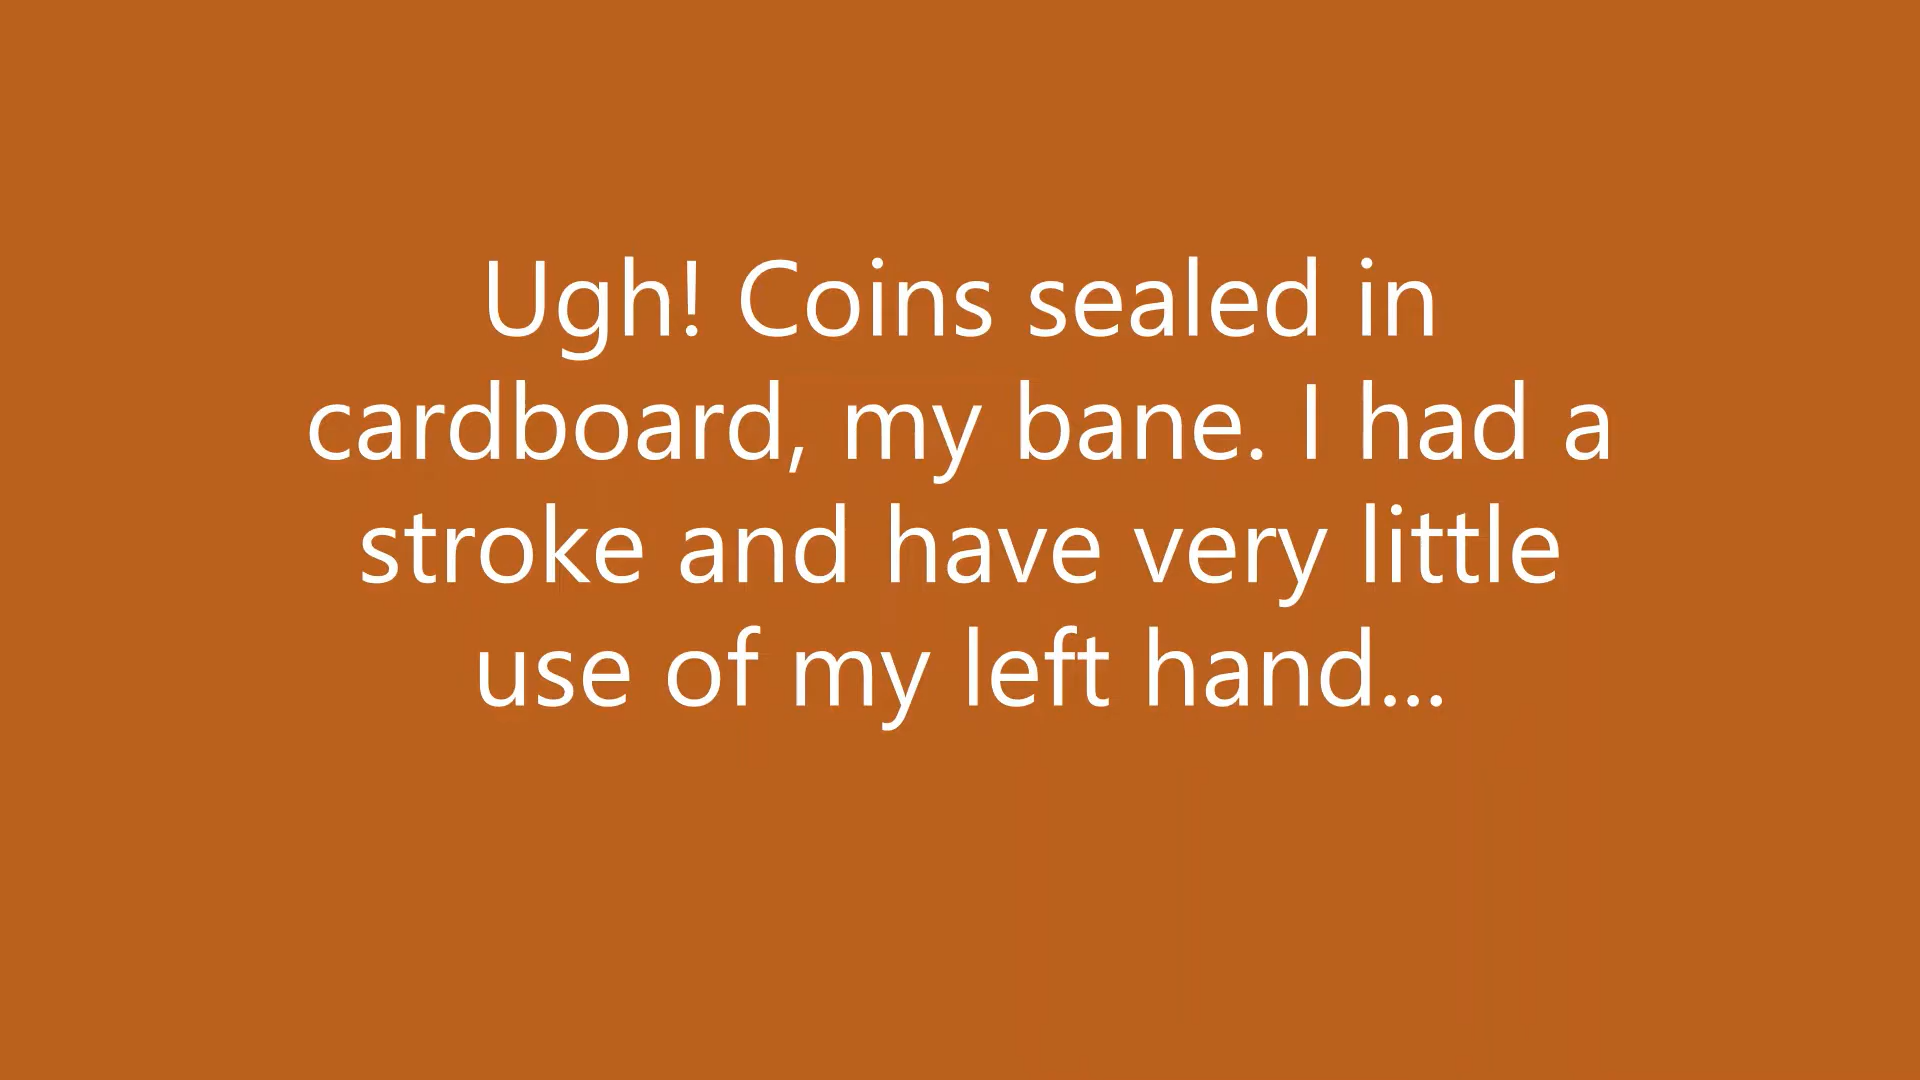 Ugh! Coins sealed in
cardboard, my bane. I had a
stroke and have very little
use of my left hand...